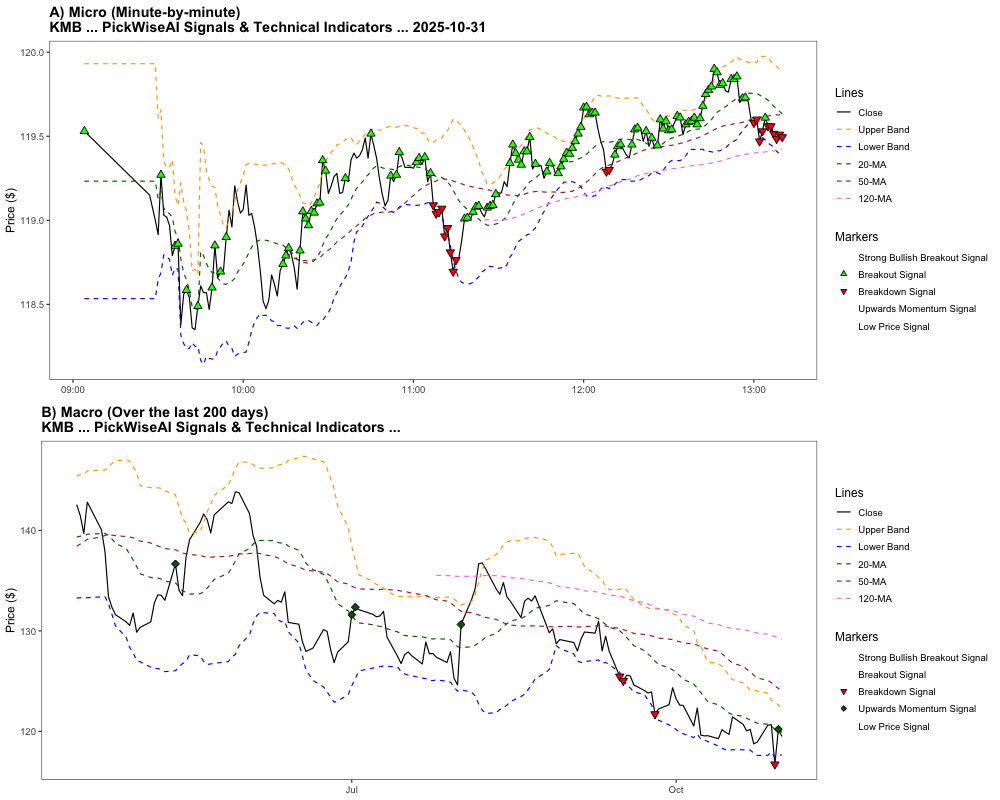 A) Micro (Minute-by-minute)
KMB ... PickWiseAI Signals & Technical Indicators ... 2025-10-31
Price ($)
120.0
119.5
119.0
118.5
09:00
10:00
11:00
12:00
13:00
Lines
Close
Upper Band
Lower Band
20-MA
50-MA
120-MA
Markers
Strong Bullish Breakout Signal
Breakout Signal
Breakdown Signal
Upwards Momentum Signal
Low Price Signal
B) Macro (Over the last 200 days)
KMB ... PickWiseAI Signals & Technical Indicators ...
Price ($)
140
130
120
Jul
Oct
Lines
Close
Upper Band
Lower Band
20-MA
50-MA
120-MA
Markers
Strong Bullish Breakout Signal
Breakout Signal
Breakdown Signal
Upwards Momentum Signal
Low Price Signal